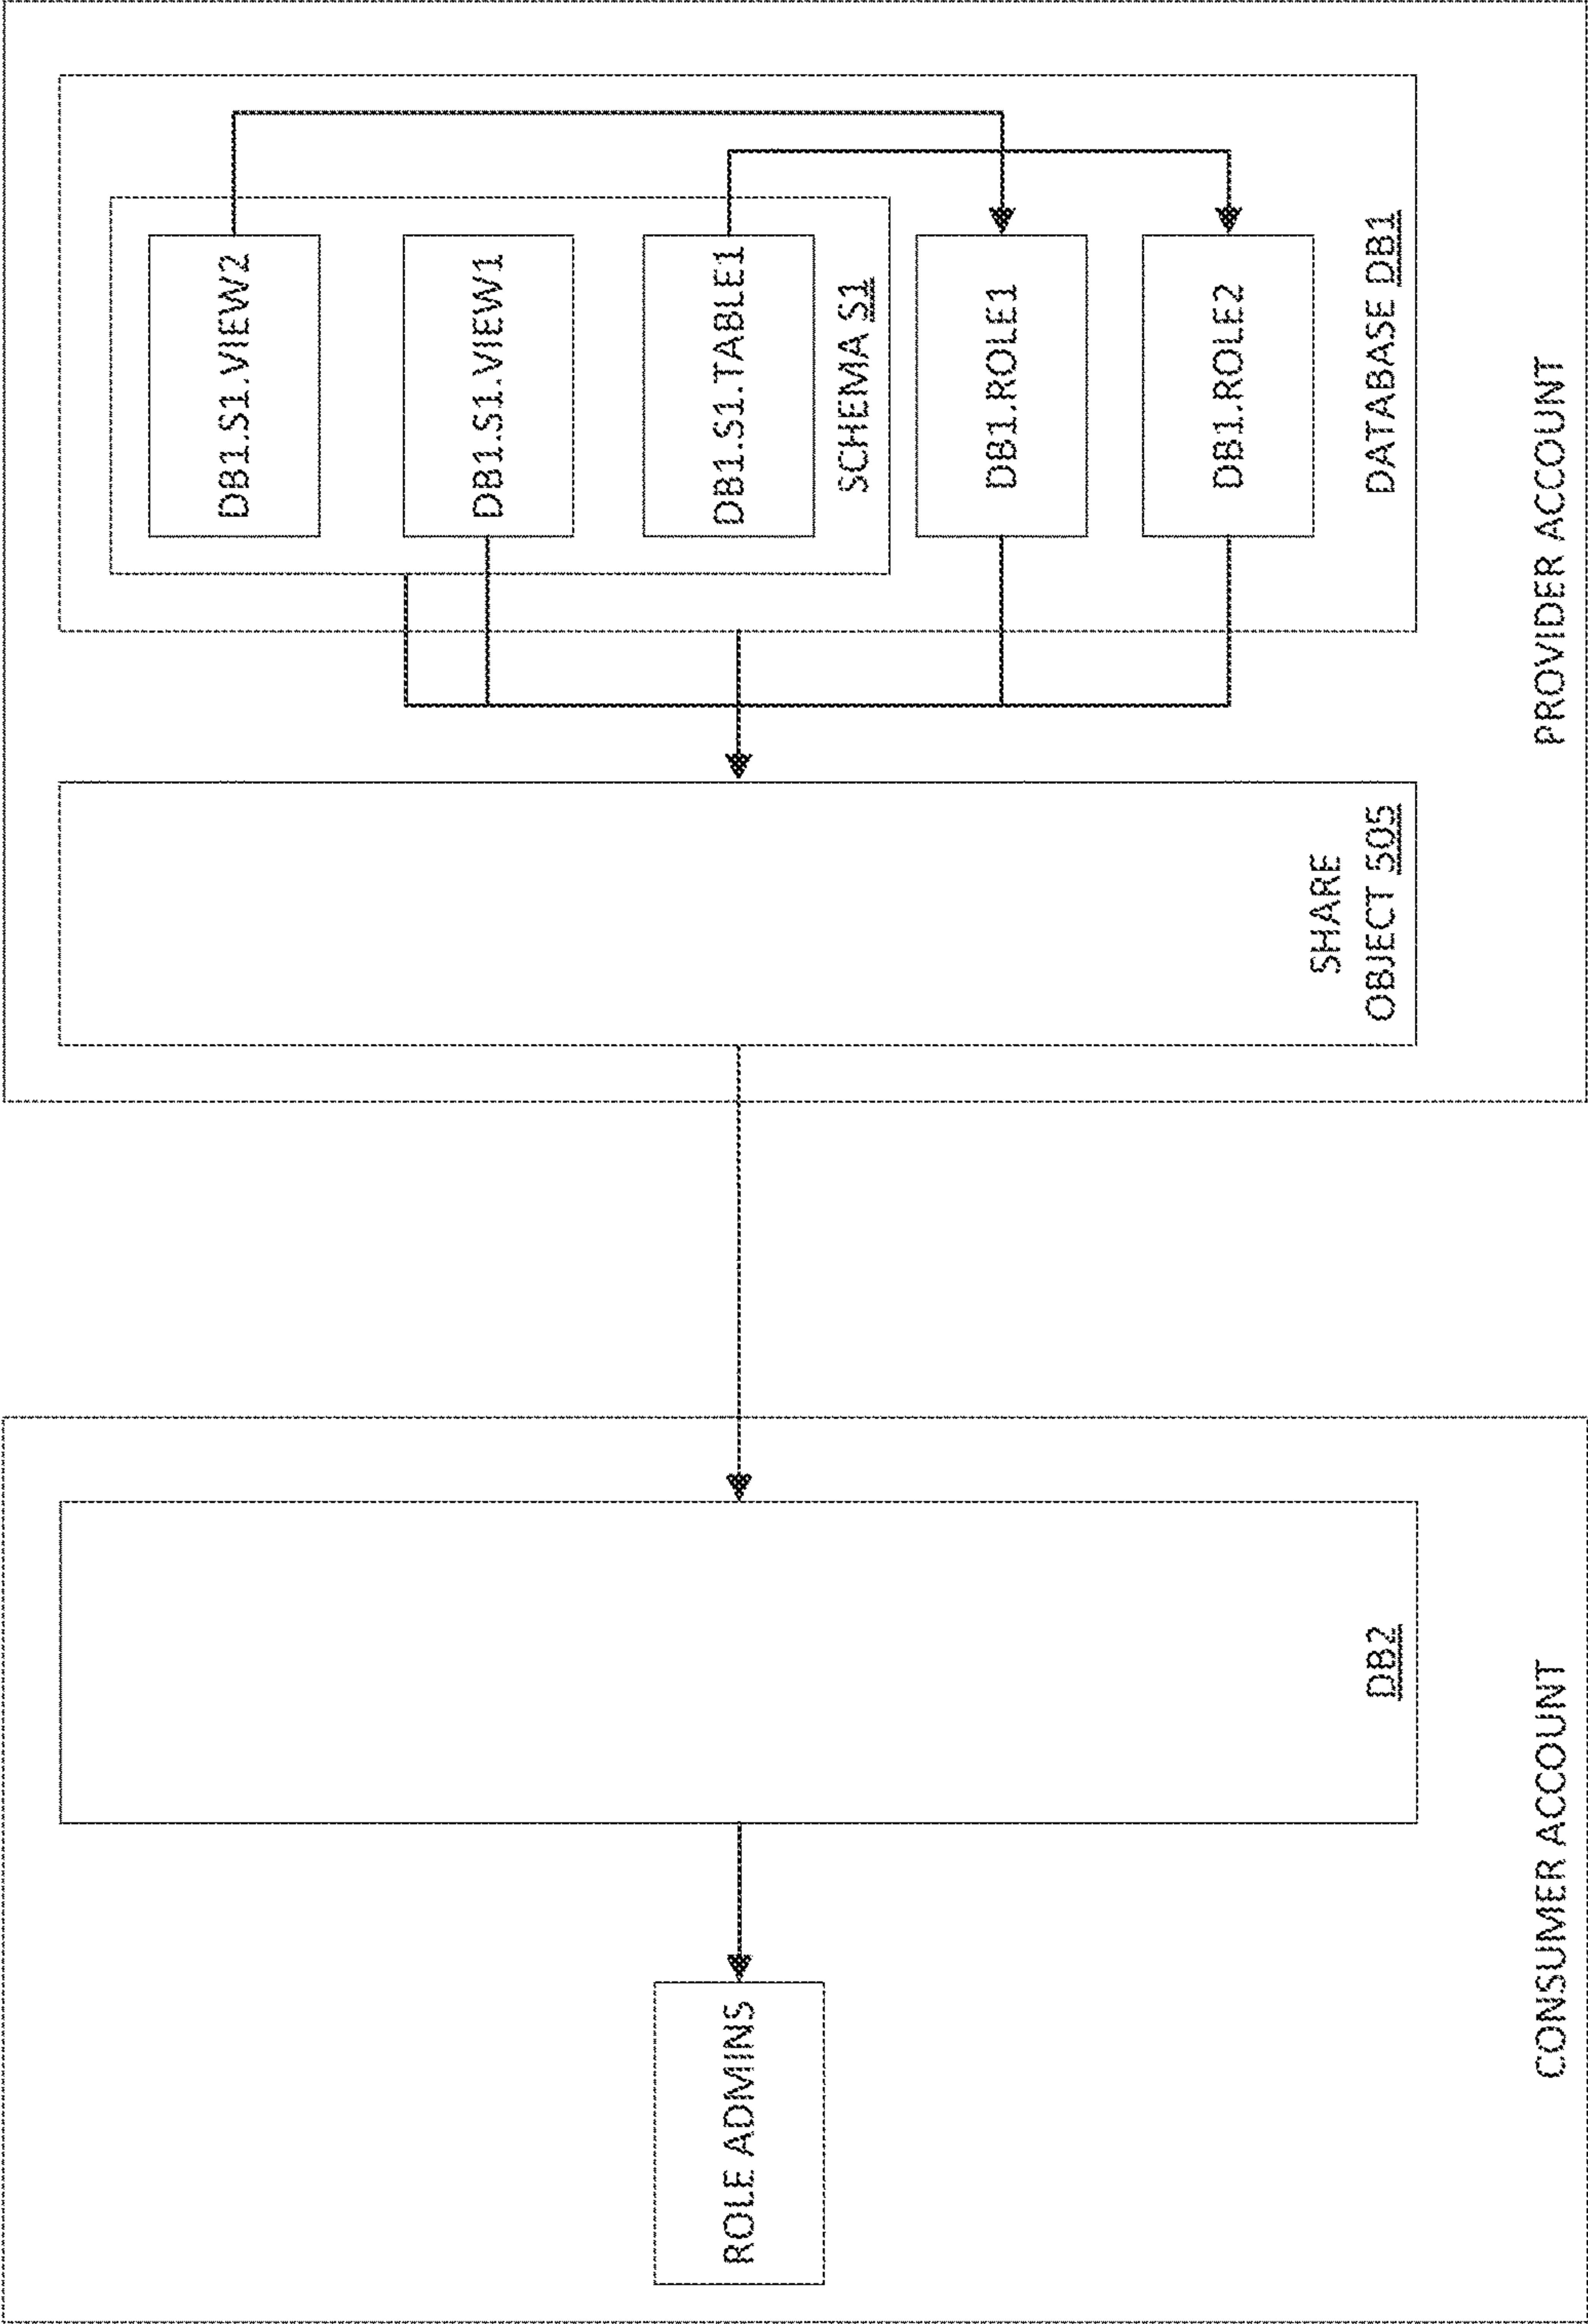 DB1.S1.VIEW2
DB1.S1.VIEW1
DB1.S1.TABLE1
SCHEMA S1
DB1.ROLE1
DB1.ROLE2
DATABASE DB1
PROVIDER ACCOUNT
SHARE
OBJECT 505
DB2
ROLE ADMINS
CONSUMER ACCOUNT